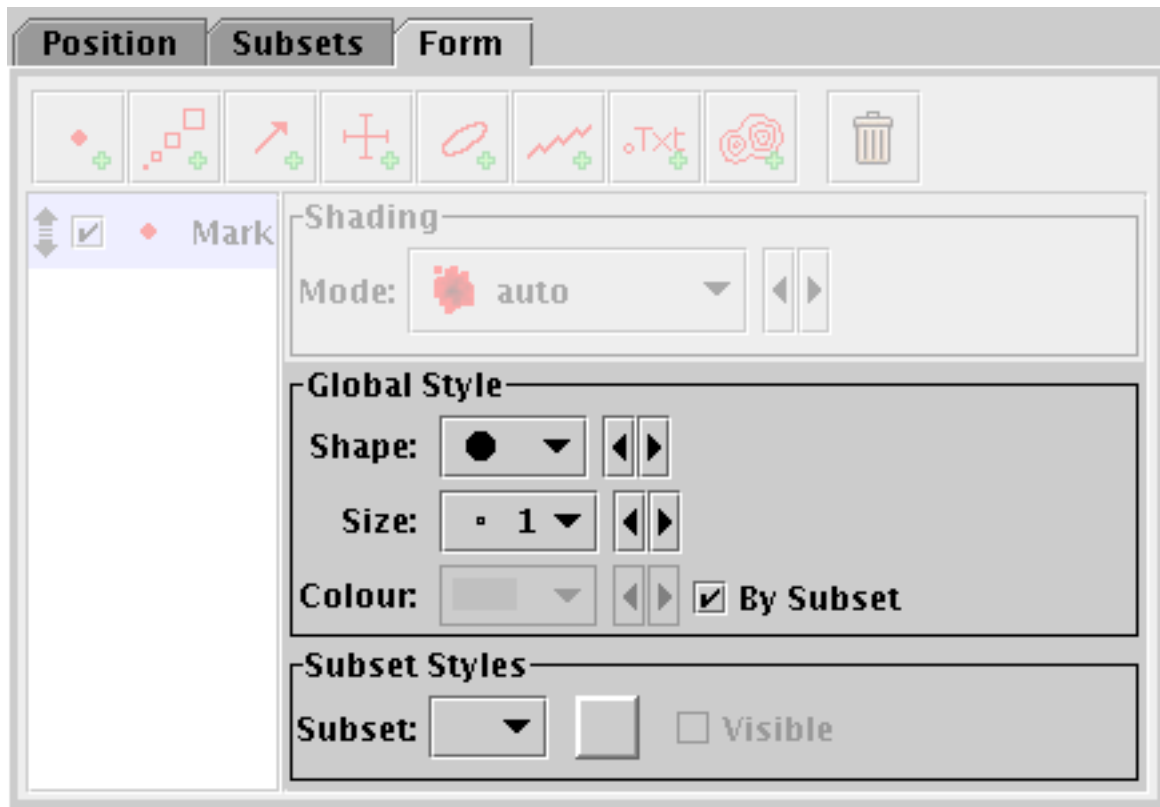 Position Subsets Form
Txt
Mark
Shading
Mode: auto
Global Style
Shape:
Size: 1
Colour: By Subset
Subset Styles
Subset: Visible